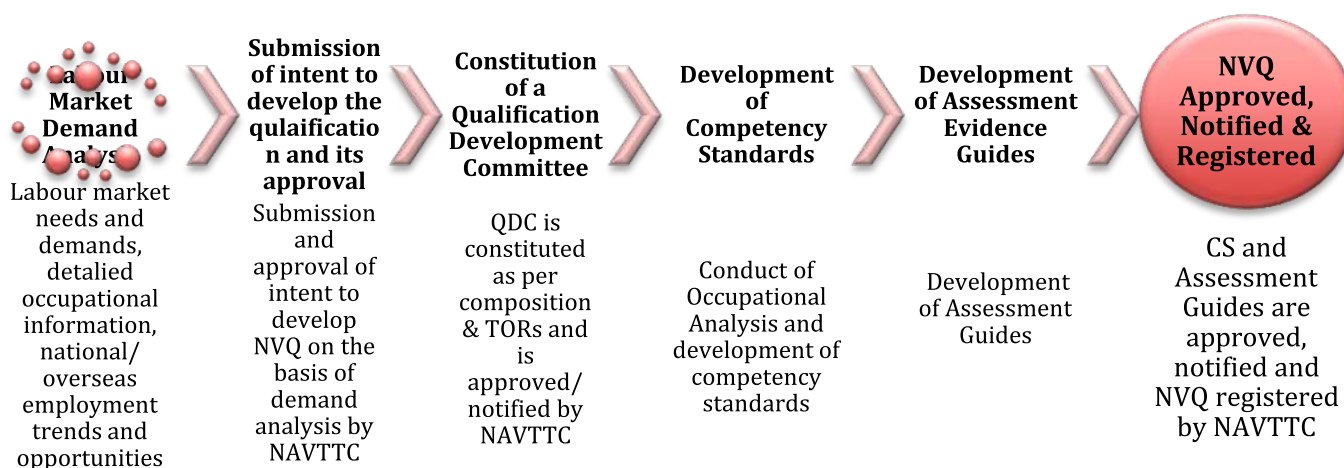 Labour
Market
Demand
Analysis
Labour market
needs and
demands,
detalied
occupational
information,
national/
overseas
employment
trends and
opportunities
Submission
of intent to
develop the
qulaificatio
n and its
approval
Submission
and
approval of
intent to
develop
NVQ on the
basis of
demand
analysis by
NAVTTC
Constitution
of a
Qualification
Development
Committee
QDC is
constituted
as per
composition
& TORs and
is
approved/
notified by
NAVTTC
Development
of
Competency
Standards
Conduct of
Occupational
Analysis and
development of
competency
standards
Development
of Assessment
Evidence
Guides
Development
of Assessment
Guides
NVQ
Approved,
Notified &
Registered
CS and
Assessment
Guides are
approved,
notified and
NVQ registered
by NAVTTC